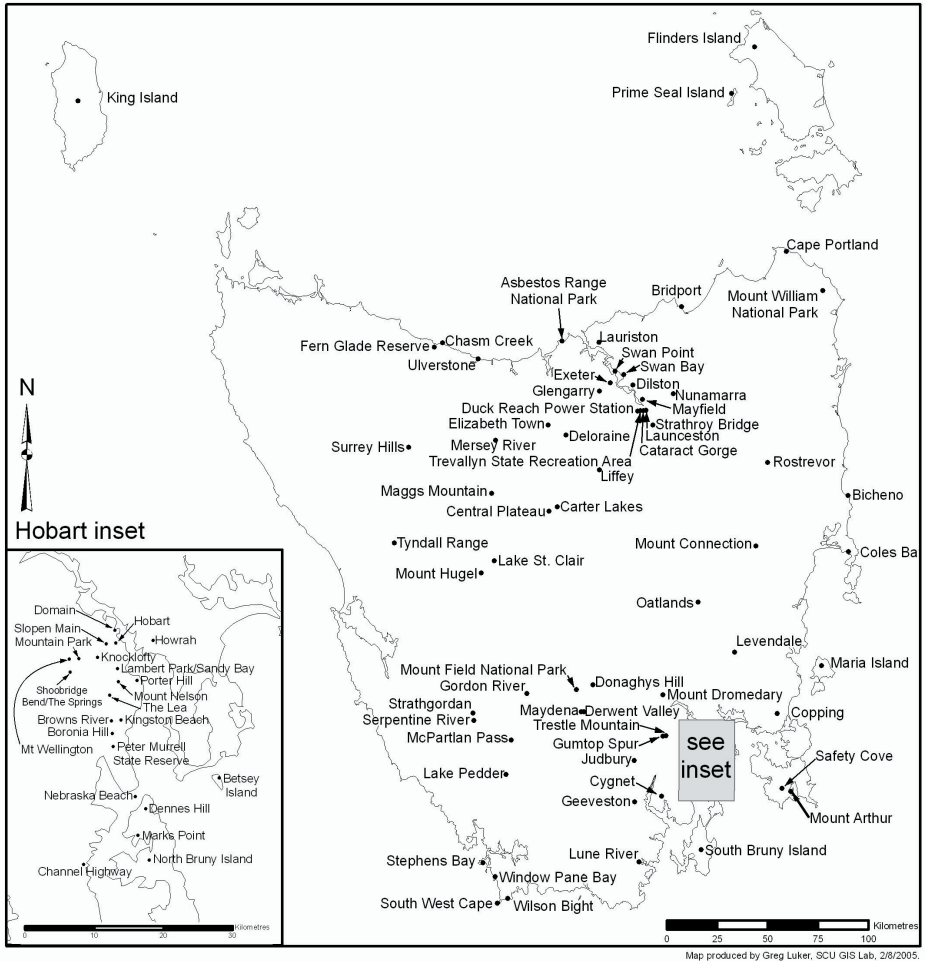 Flinders Island
Prime Seal Island
King Island
Cape Portland
Asbestos Range
National Park
Bridport
Mount William
National Park
Lauriston
Chasm Creek
Fern Glade Reserve
Swan Point
Ulverstone
Swan Bay
Exeter
Dilston
Glengarry
Nunamarra
Duck Reach Power Station
Mayfield
Elizabeth Town
Strathroy Bridge
Deloraine
Launceston
Surrey Hills
Mersey River
Cataract Gorge
Trevallyn State Recreation Area
Rostrevor
Liffey
Maggs Mountain
Bicheno
Central Plateau
Carter Lakes
Tyndall Range
Mount Connection
Coles Ba
Lake St. Clair
Mount Hugel
Oatlands
Levendale
Maria Island
Mount Field National Park
Donaghys Hill
Gordon River
Mount Dromedary
Strathgordan
Maydena
Derwent Valley
Copping
Serpentine River
Trestle Mountain
McPartlan Pass
Gumtop Spur
see
inset
Judbury
Safety Cove
Lake Pedder
Cygnet
Geeveston
Mount Arthur
Stephens Bay
Lune River
South Bruny Island
Window Pane Bay
South West Cape
Wilson Bight
N
Hobart inset
Domain
Hobart
Slopen Main
Mountain Park
Howrah
Knocklofty
Lambert Park/Sandy Bay
Porter Hill
Shoobridge
Bend/The Springs
Mount Nelson
The Lea
Browns River
Kingston Beach
Boronia Hill
Mt Wellington
Peter Murrell
State Reserve
Betsey
Island
Nebraska Beach
Dennes Hill
Marks Point
North Bruny Island
Channel Highway
Kilometres
0 10 20 30
Kilometres
0 25 50 75 100
Map produced by Greg Luker, SCU GIS Lab, 2/8/2005.